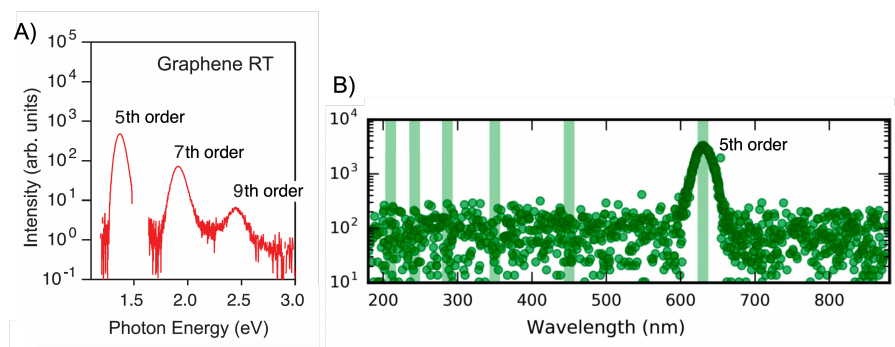 A)
Graphene RT
5th order
7th order
9th order
Intensity (arb. units)
10^5
10^4
10^3
10^2
10^1
10^0
10^-1
1.5 2.0 2.5 3.0
Photon Energy (eV)
B)
5th order
10^4
10^3
10^2
10^1
200 300 400 500 600 700 800
Wavelength (nm)